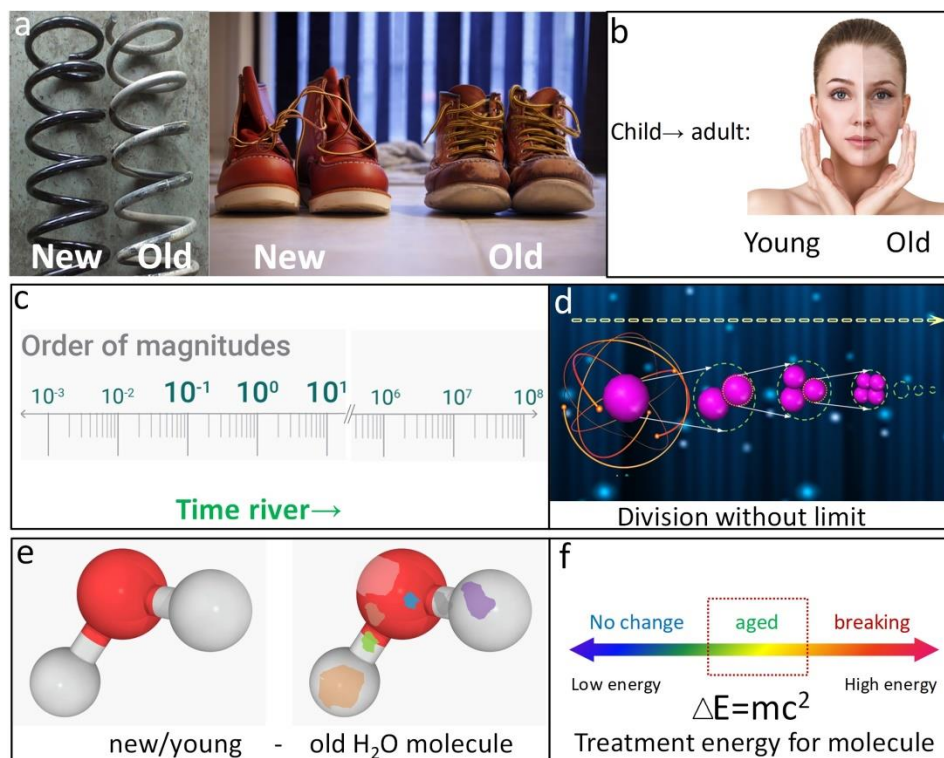 a
New
Old
New
Old
b
Child→ adult:
Young
Old
c
Order of magnitudes
10⁻³ 10⁻² 10⁻¹ 10⁰ 10¹ 10⁶ 10⁷ 10⁸
Time river→
d
Division without limit
e
new/young - old H₂O molecule
f
No change aged breaking
Low energy High energy
△E=mc²
Treatment energy for molecule